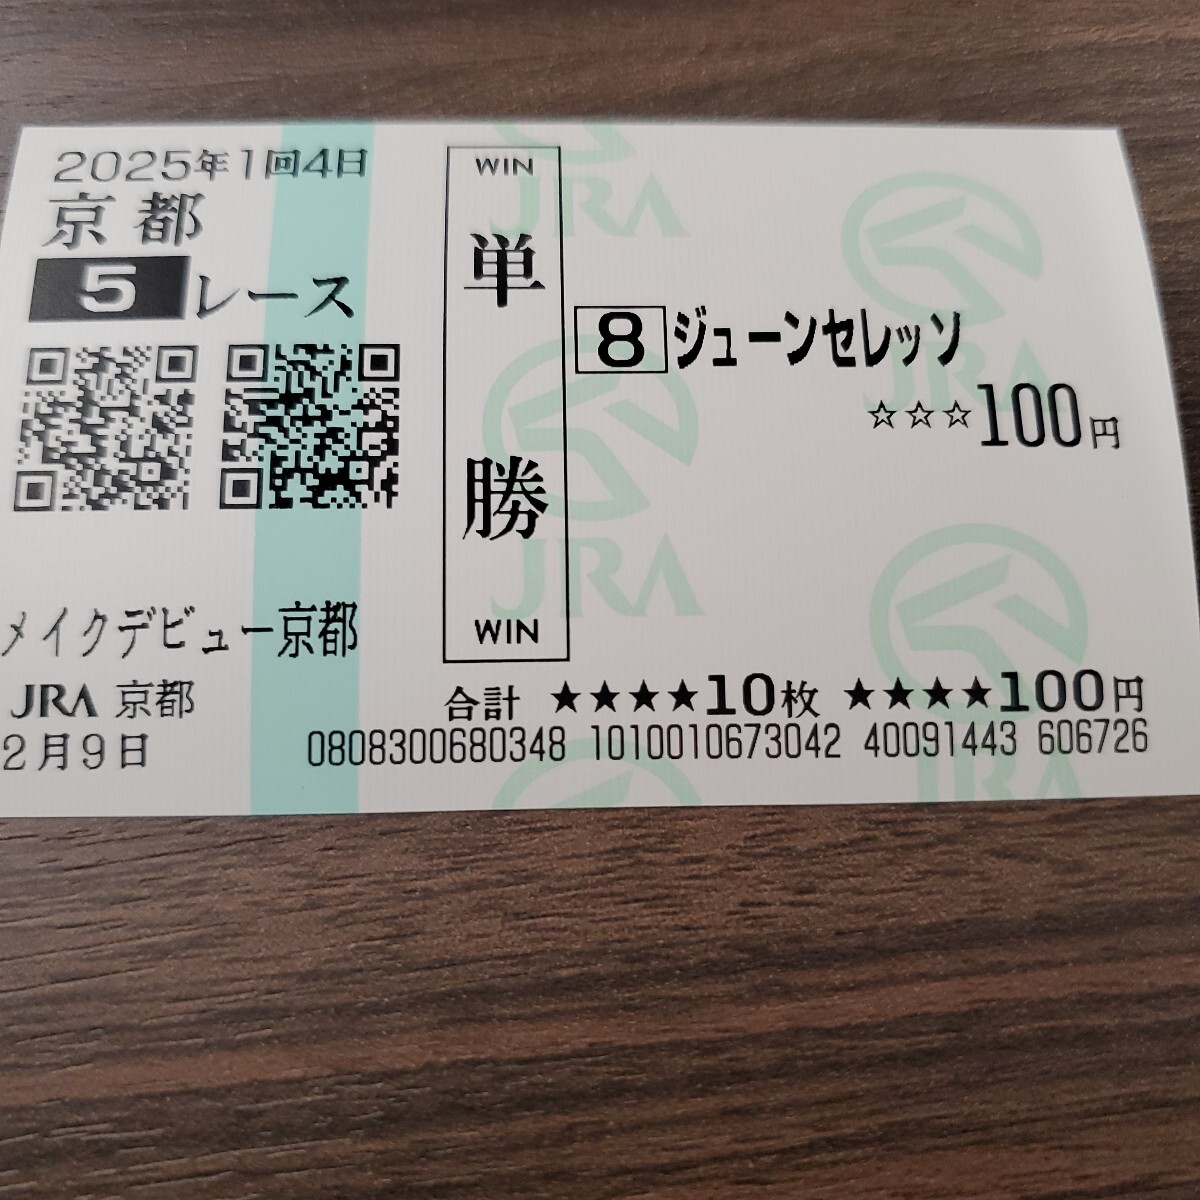 2025年1回4日
京都
5レース
メイクデビュー京都
JRA 京都
2月9日
WIN
単勝
WIN
8 ジューンセレッソ
☆☆☆100円
合計 ★★★★10枚 ★★★★100円
0808300680348 1010010673042 40091443 606726
JRA
JRA
JRA
JRA
JRA